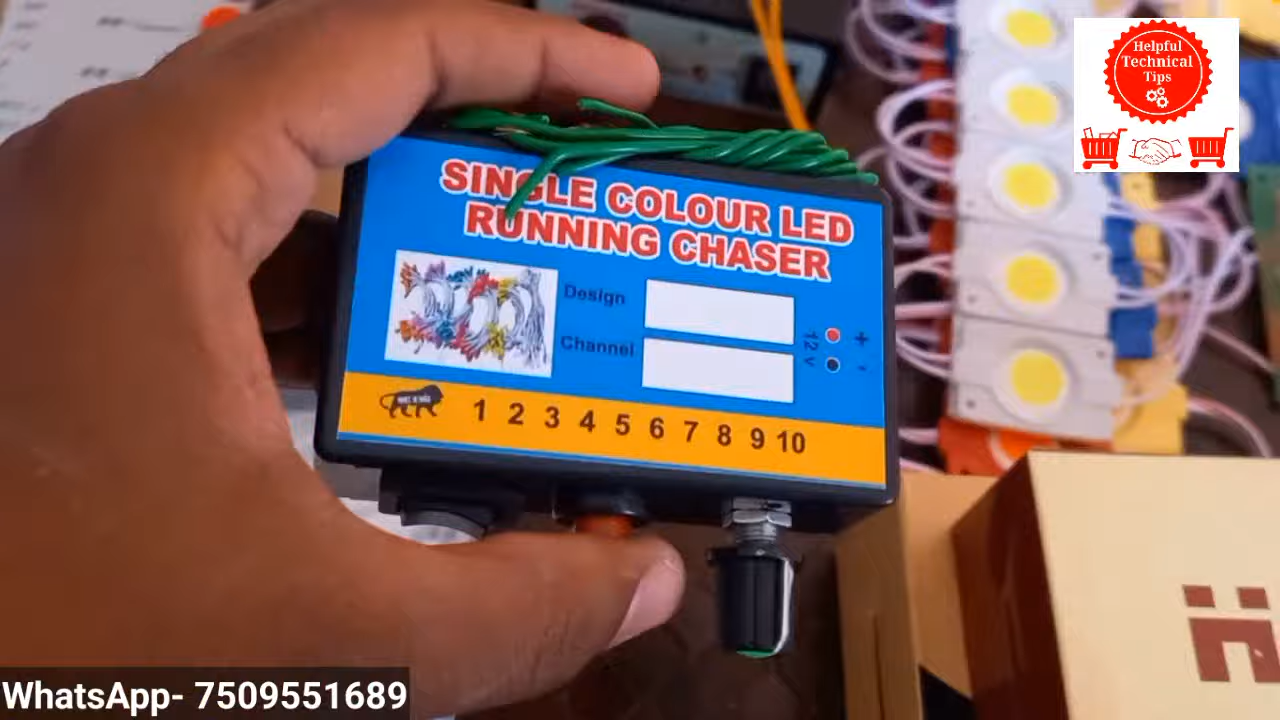 Helpful
Technical
Tips
SINGLE COLOUR LED
RUNNING CHASER
Design
Channel
12 V
+
-
1 2 3 4 5 6 7 8 9 10
WhatsApp- 7509551689